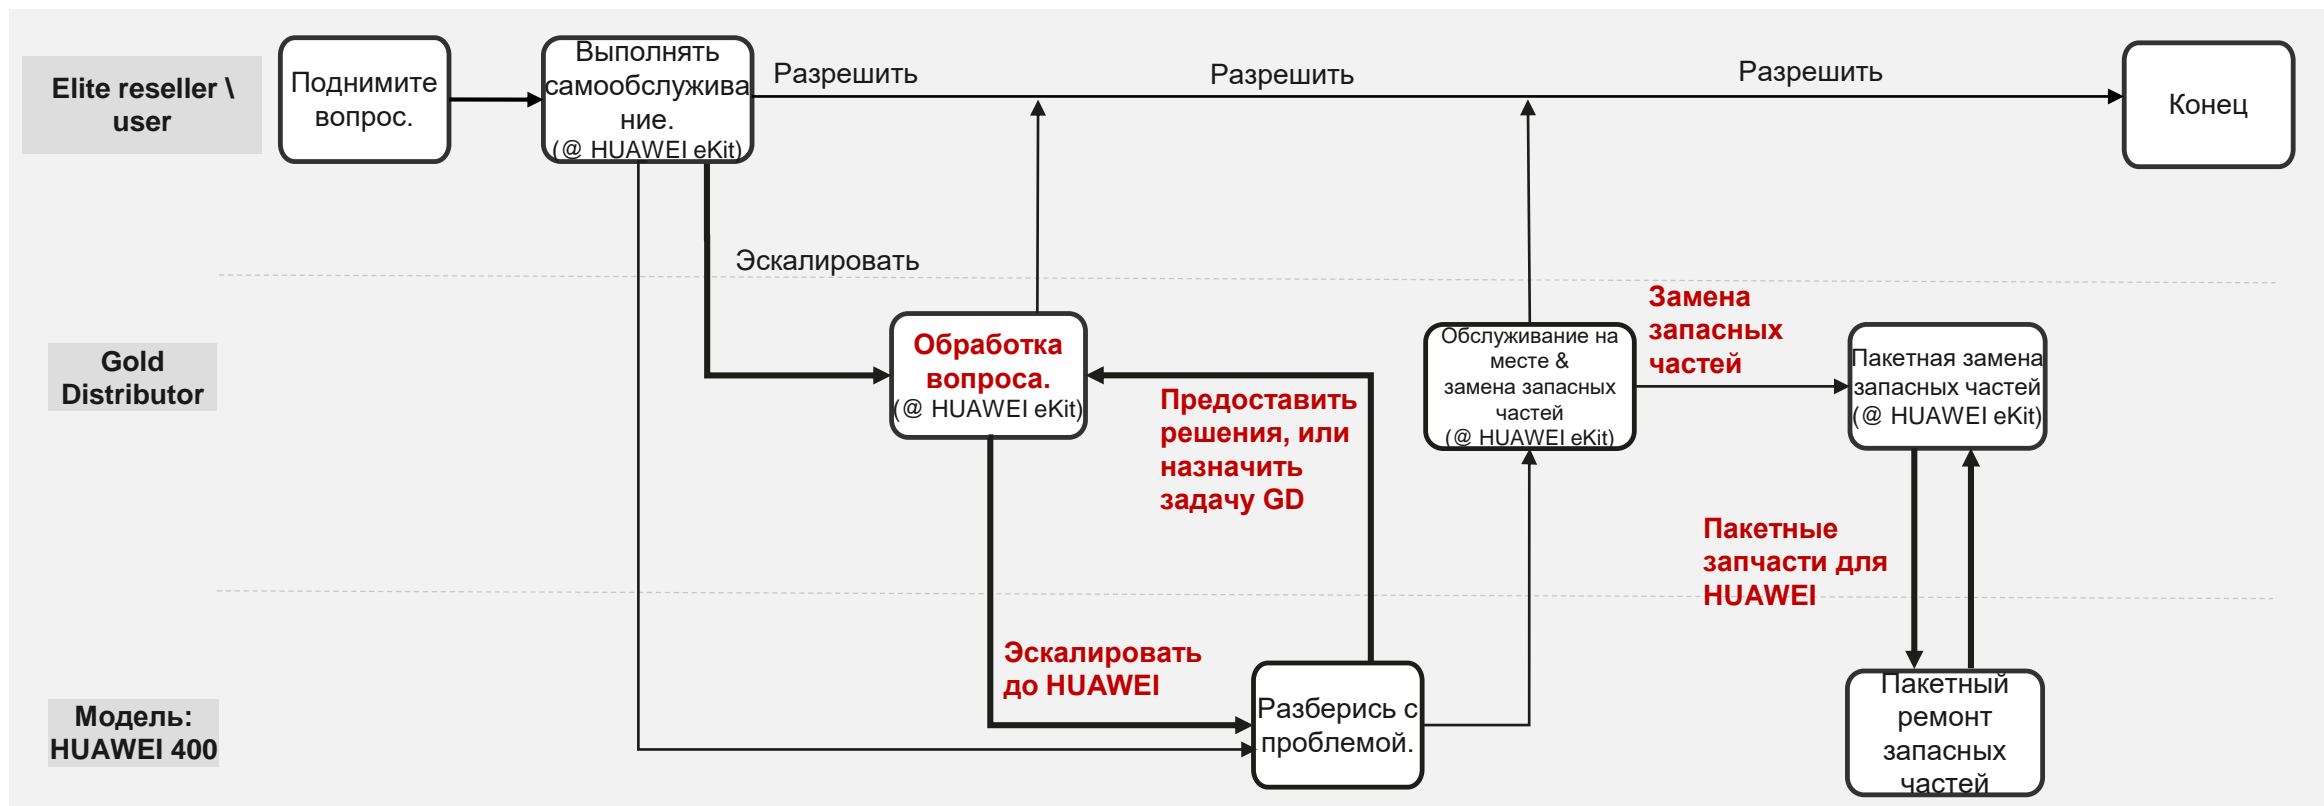 Elite reseller \
user
Поднимите
вопрос.
Выполнять
самообслужива
ние.
(@ HUAWEI eKit)
Разрешить
Разрешить
Разрешить
Конец
Эскалировать
Gold
Distributor
Обработка
вопроса.
(@ HUAWEI eKit)
Предоставить
решения, или
назначить
задачу GD
Обслуживание на
месте &
замена запасных
частей
(@ HUAWEI eKit)
Замена
запасных
частей
Пакетная замена
запасных частей
(@ HUAWEI eKit)
Пакетные
запчасти для
HUAWEI
Эскалировать
до HUAWEI
Модель:
HUAWEI 400
Разберись с
проблемой.
Пакетный
ремонт
запасных
частей